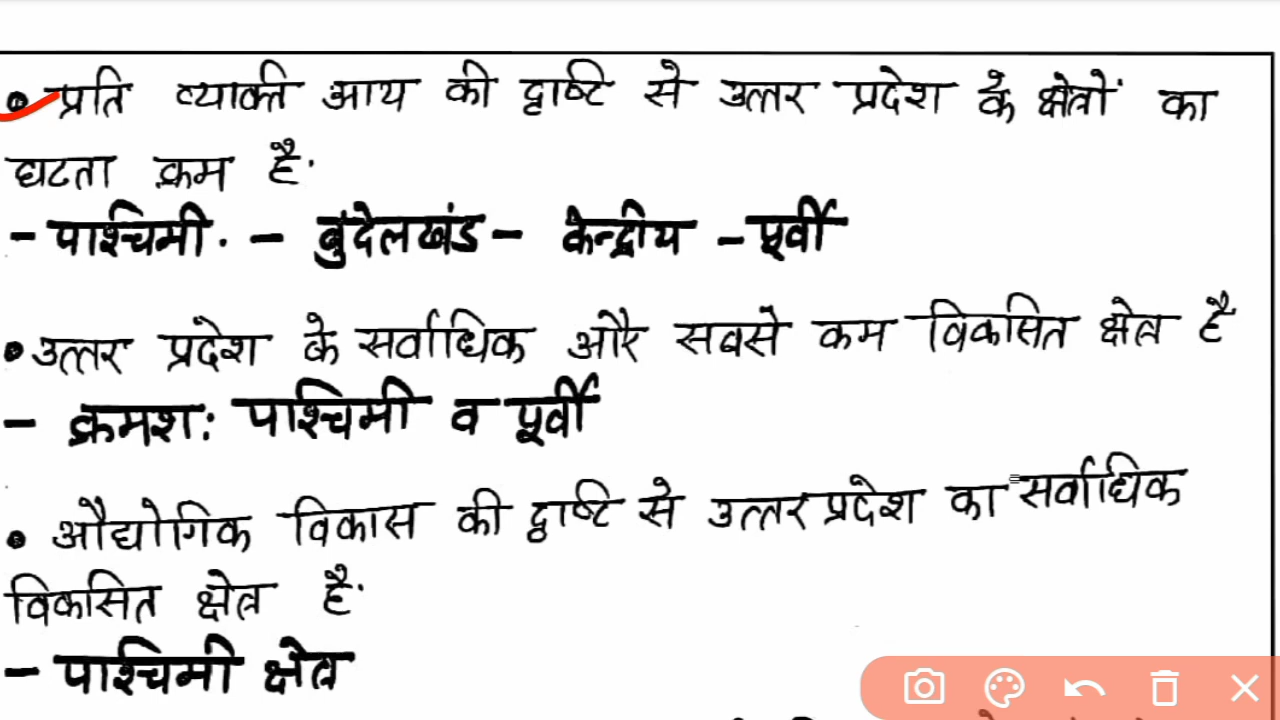 • प्रति व्यक्ति आय की दृष्टि से उत्तर प्रदेश के क्षेत्रों का
घटता क्रम है.
- पश्चिमी. - बुंदेलखंड - केन्द्रीय - पूर्वी
• उत्तर प्रदेश के सर्वाधिक और सबसे कम विकसित क्षेत्र है
- क्रमशः पश्चिमी व पूर्वी
• औद्योगिक विकास की दृष्टि से उत्तर प्रदेश का सर्वाधिक
विकसित क्षेत्र है.
- पश्चिमी क्षेत्र